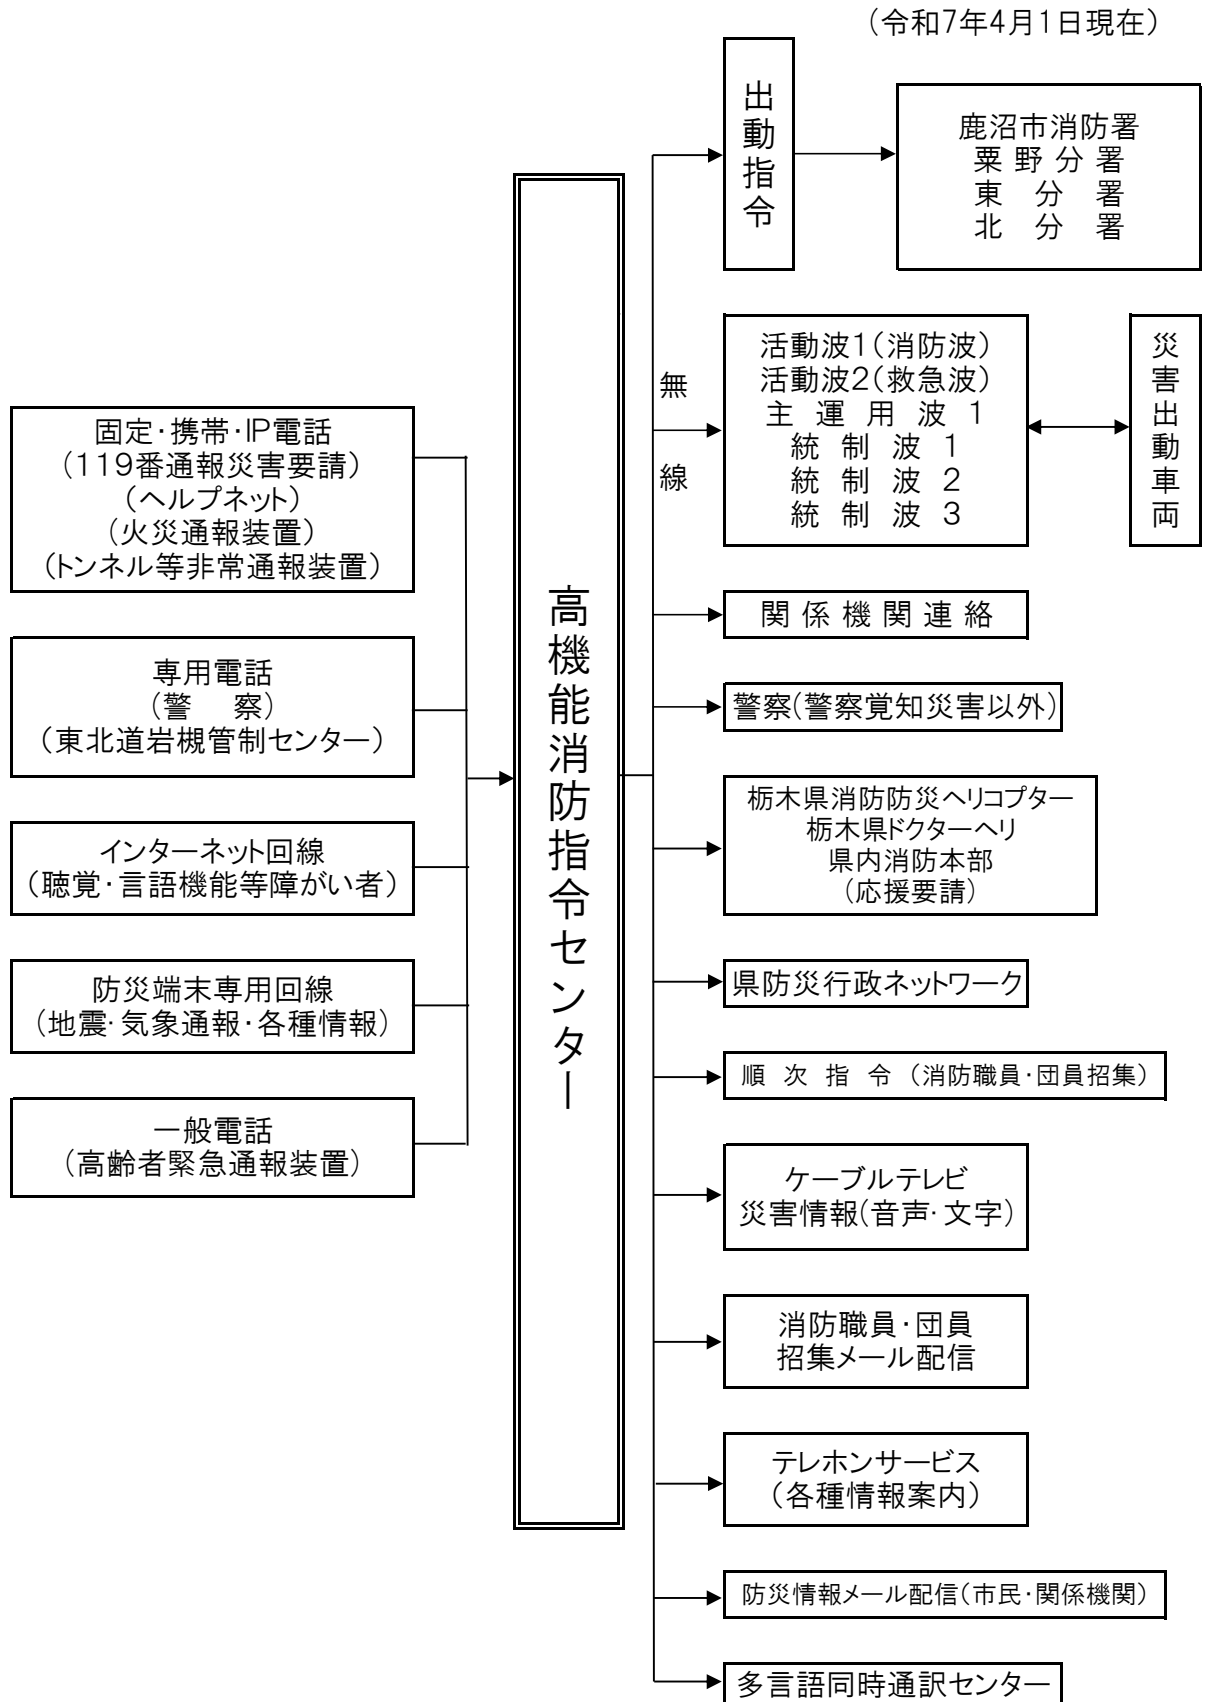 (令和7年4月1日現在)
固定・携帯・IP電話
(119番通報災害要請)
(ヘルプネット)
(火災通報装置)
(トンネル等非常通報装置)
専用電話
(警 察)
(東北道岩槻管制センター)
インターネット回線
(聴覚・言語機能等障がい者)
防災端末専用回線
(地震・気象通報・各種情報)
一般電話
(高齢者緊急通報装置)
高機能消防指令センター
出動指令
鹿沼市消防署
粟野分署
東分署
北分署
無線
活動波1(消防波)
活動波2(救急波)
主運用波1
統制波1
統制波2
統制波3
災害出動車両
関係機関連絡
警察(警察覚知災害以外)
栃木県消防防災ヘリコプター
栃木県ドクターヘリ
県内消防本部
(応援要請)
県防災行政ネットワーク
順次指令(消防職員・団員招集)
ケーブルテレビ
災害情報(音声・文字)
消防職員・団員
招集メール配信
テレホンサービス
(各種情報案内)
防災情報メール配信(市民・関係機関)
多言語同時通訳センター